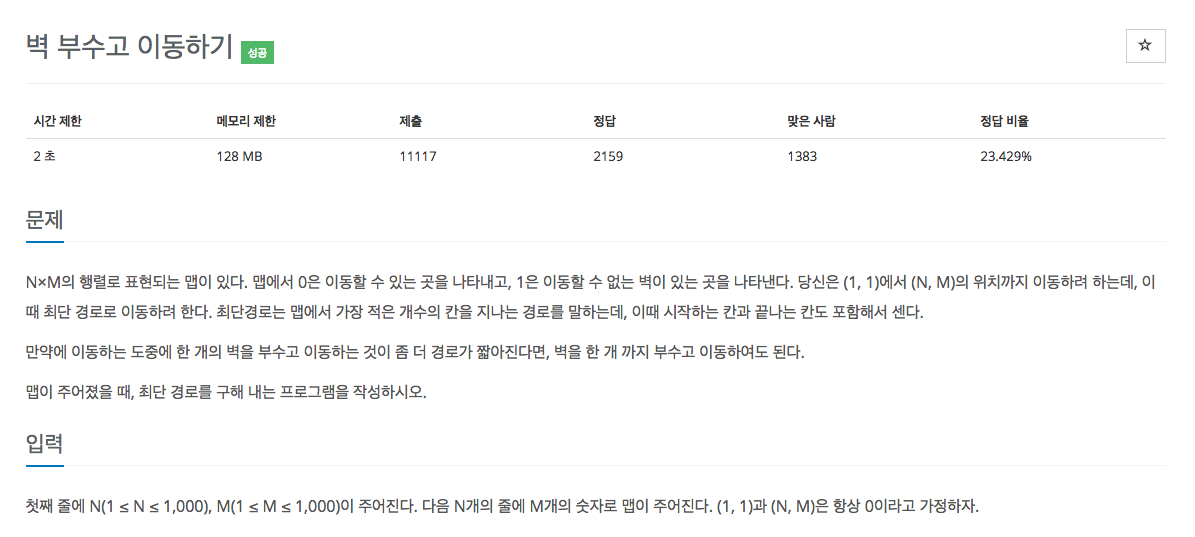 벽 부수고 이동하기 성공
시간 제한 메모리 제한 제출 정답 맞은 사람 정답 비율
2 초 128 MB 11117 2159 1383 23.429%
문제
N×M의 행렬로 표현되는 맵이 있다. 맵에서 0은 이동할 수 있는 곳을 나타내고, 1은 이동할 수 없는 벽이 있는 곳을 나타낸다. 당신은 (1, 1)에서 (N, M)의 위치까지 이동하려 하는데, 이
때 최단 경로로 이동하려 한다. 최단경로는 맵에서 가장 적은 개수의 칸을 지나는 경로를 말하는데, 이때 시작하는 칸과 끝나는 칸도 포함해서 센다.
만약에 이동하는 도중에 한 개의 벽을 부수고 이동하는 것이 좀 더 경로가 짧아진다면, 벽을 한 개 까지 부수고 이동하여도 된다.
맵이 주어졌을 때, 최단 경로를 구해 내는 프로그램을 작성하시오.
입력
첫째 줄에 N(1 ≤ N ≤ 1,000), M(1 ≤ M ≤ 1,000)이 주어진다. 다음 N개의 줄에 M개의 숫자로 맵이 주어진다. (1, 1)과 (N, M)은 항상 0이라고 가정하자.